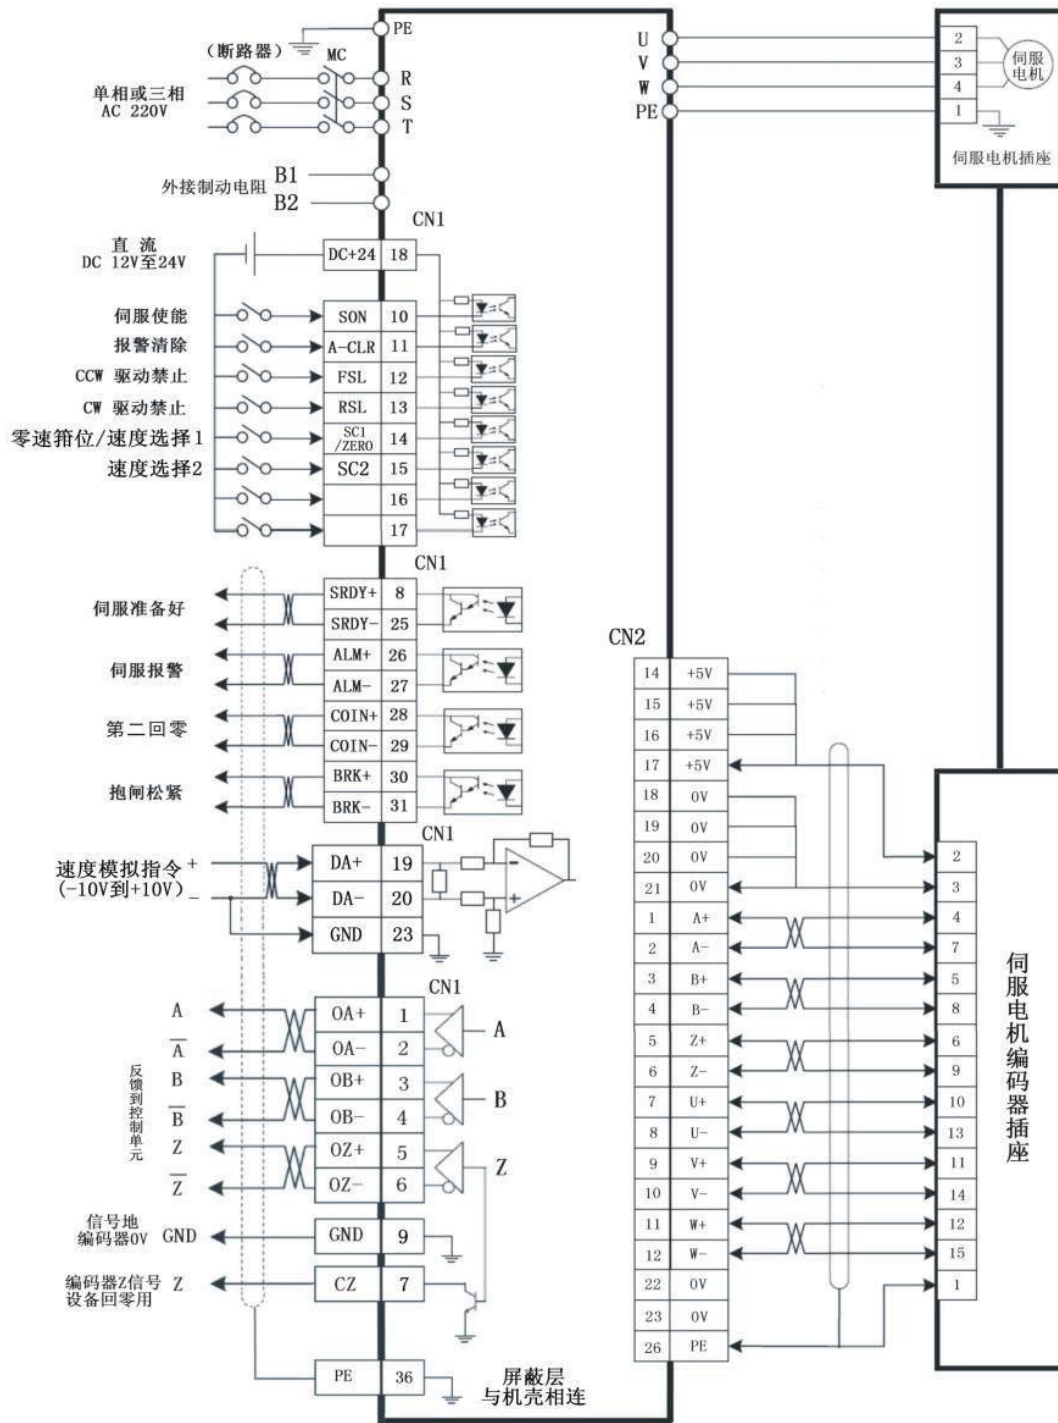 PE
(断路器)
MC
R
单相或三相
AC 220V
S
T
外接制动电阻
B1
B2
U
V
W
PE
2
3
4
1
伺服
电机
伺服电机插座
CN1
直 流
DC 12V至24V
DC+24 18
伺服使能 SON 10
报警清除 A-CLR 11
CCW 驱动禁止 FSL 12
CW 驱动禁止 RSL 13
零速箝位/速度选择1 SC1
/ZERO 14
速度选择2 SC2 15
16
17
CN1
伺服准备好
SRDY+ 8
SRDY- 25
伺服报警
ALM+ 26
ALM- 27
第二回零
COIN+ 28
COIN- 29
抱闸松紧
BRK+ 30
BRK- 31
CN1
速度模拟指令 +
(-10V到+10V) -
DA+ 19
DA- 20
GND 23
- 
+
CN1
反馈到控制单元
A OA+ 1
A
A OA- 2
B OB+ 3
B
B OB- 4
Z OZ+ 5
Z
Z OZ- 6
信号地
编码器0V GND GND 9
编码器Z信号
设备回零用 Z CZ 7
PE 36
屏蔽层
与机壳相连
CN2
14 +5V
15 +5V
16 +5V
17 +5V
18 0V
19 0V
20 0V
21 0V
1 A+
2 A-
3 B+
4 B-
5 Z+
6 Z-
7 U+
8 U-
9 V+
10 V-
11 W+
12 W-
22 0V
23 0V
26 PE
2
3
4
7
5
8
6
9
10
13
11
14
12
15
1
伺服电机编码器插座